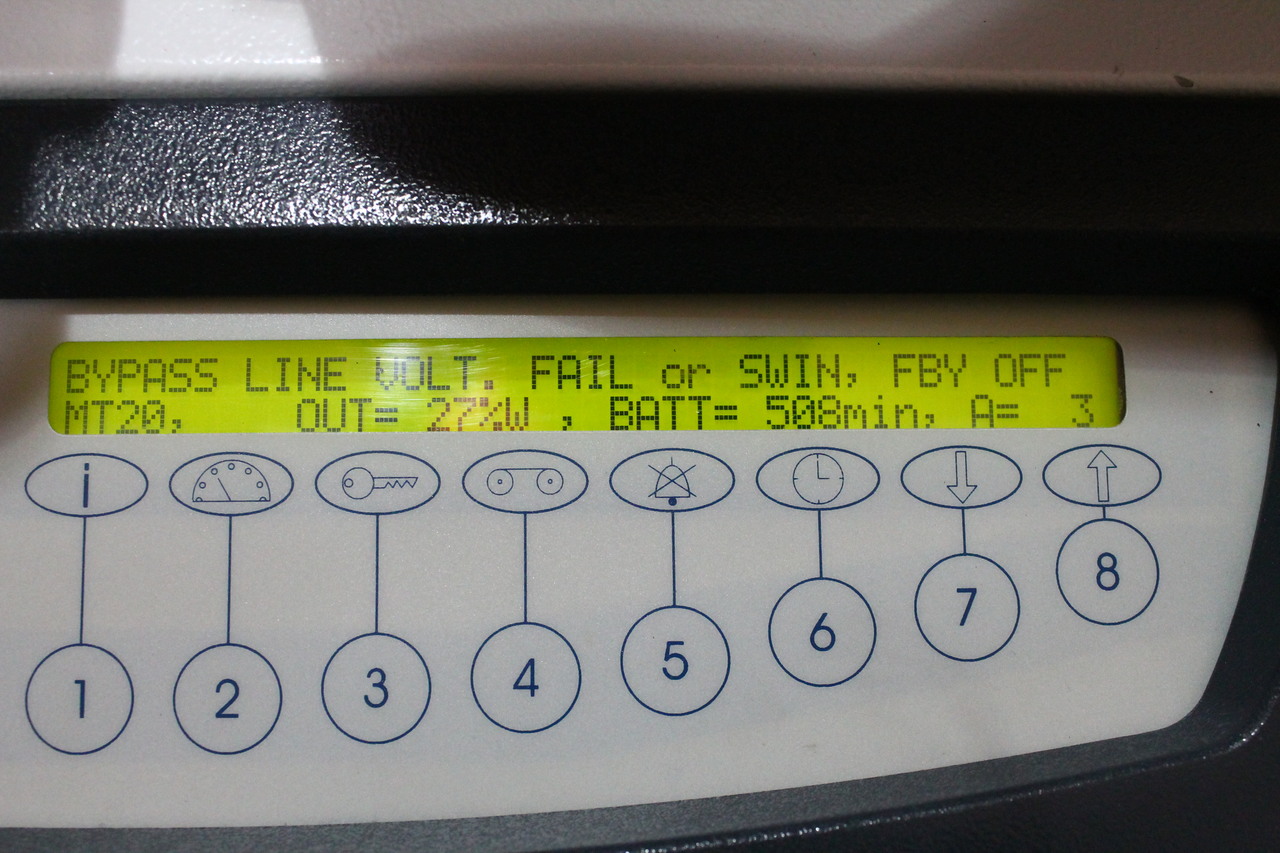 BYPASS LINE VOLT. FAIL or SWIN, FBY OFF
MT20, OUT= 27%W , BATT= 508min, A= 3
i
1 2 3 4 5 6 7 8